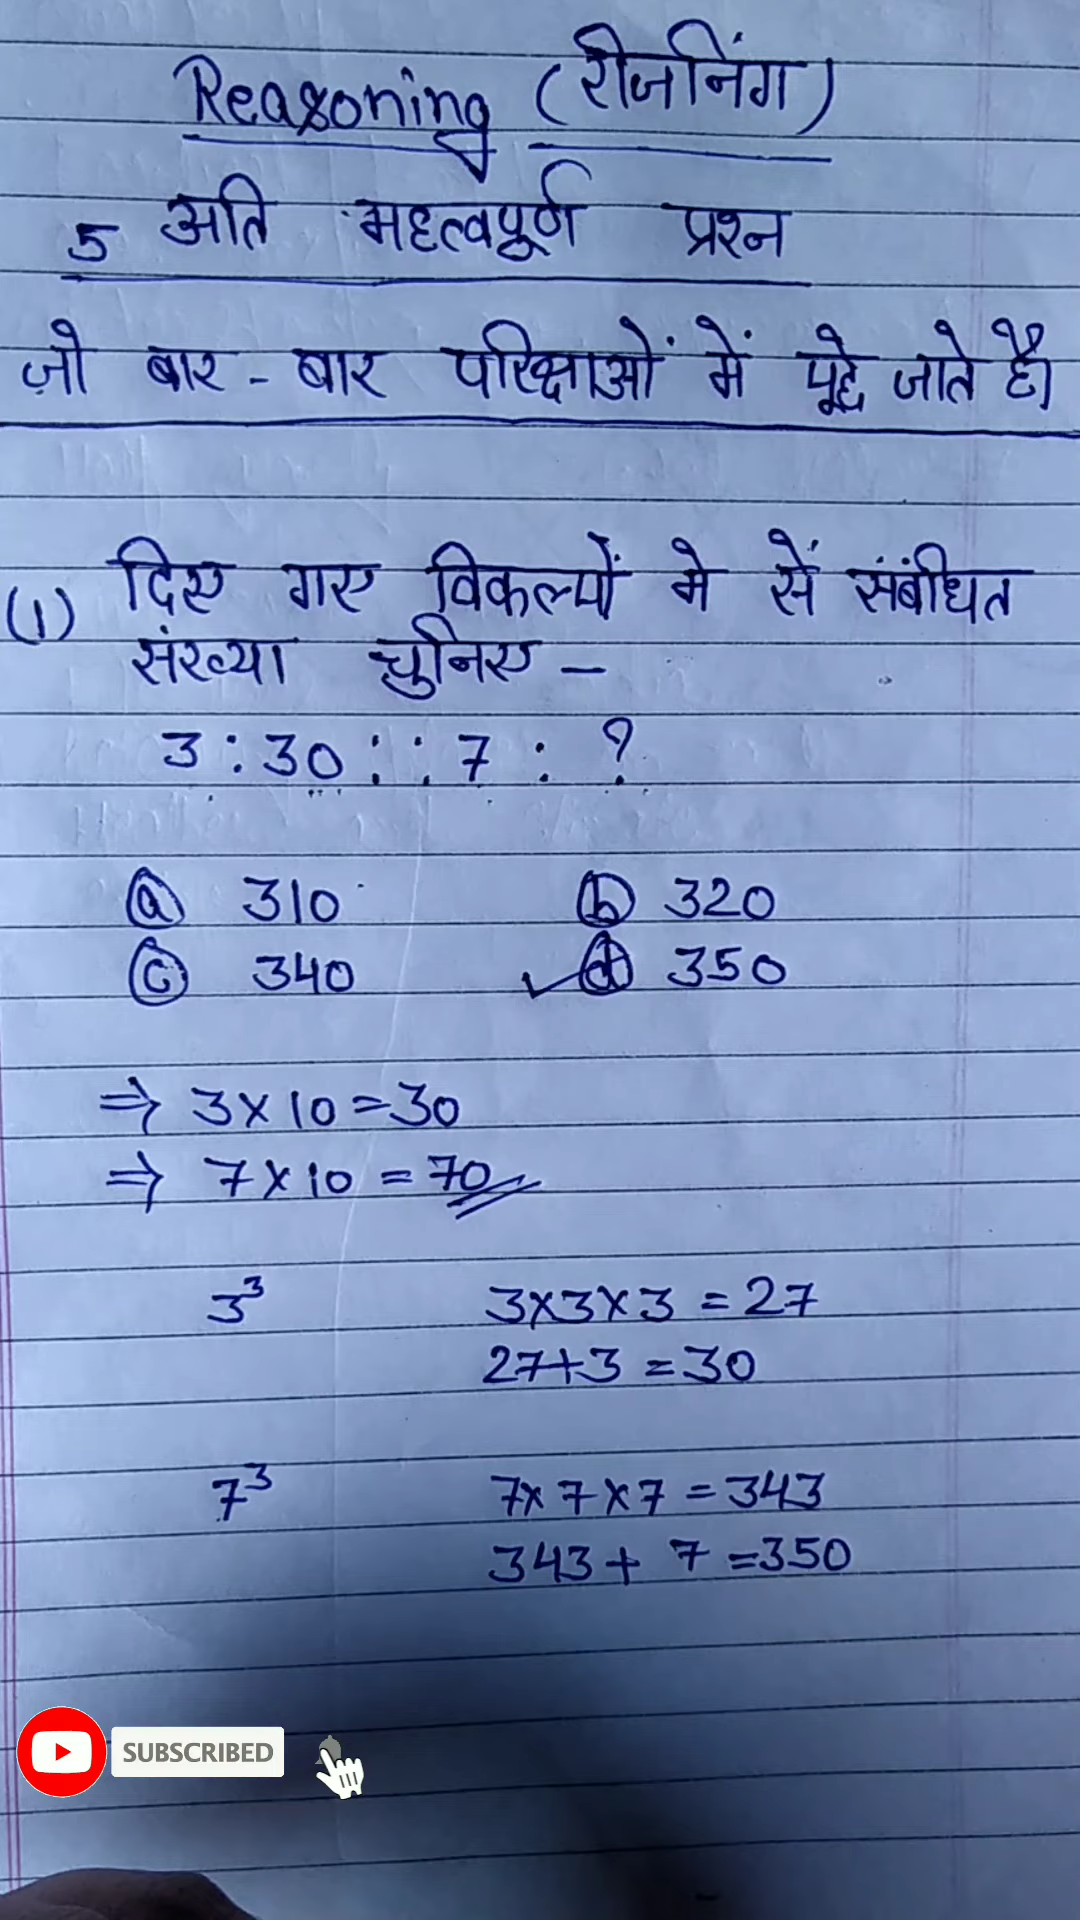 Reasoning (रीजनिंग)
5 अति महत्वपूर्ण प्रश्न
जो बार - बार परिक्षाओं में पूछे जाते है।
(1) दिए गए विकल्पों मे सें संबंधित
संख्या चुनिए –
3 : 30 : : 7 : ?
(a) 310 (b) 320
(c) 340 ✓(d) 350
⇒ 3 × 10 = 30
⇒ 7 × 10 = 70
3³ 3×3×3 = 27
27+3 = 30
7³ 7×7×7 = 343
343 + 7 = 350
SUBSCRIBED